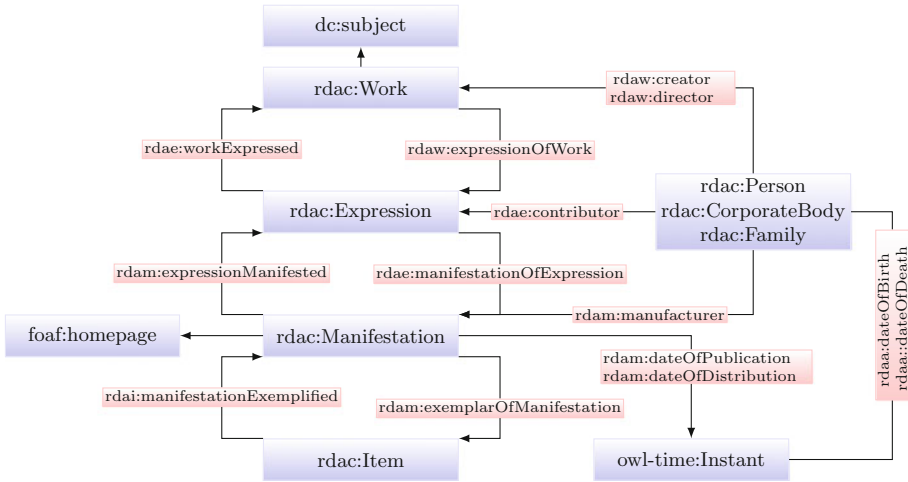 dc:subject
rdac:Work
rdaw:creator
rdaw:director
rdae:workExpressed
rdaw:expressionOfWork
rdac:Person
rdac:CorporateBody
rdac:Family
rdac:Expression
rdae:contributor
rdam:expressionManifested
rdae:manifestationOfExpression
rdaa:dateOfBirth
rdaa::dateOfDeath
rdam:manufacturer
foaf:homepage
rdac:Manifestation
rdam:dateOfPublication
rdam:dateOfDistribution
rdai:manifestationExemplified
rdam:exemplarOfManifestation
rdac:Item
owl-time:Instant